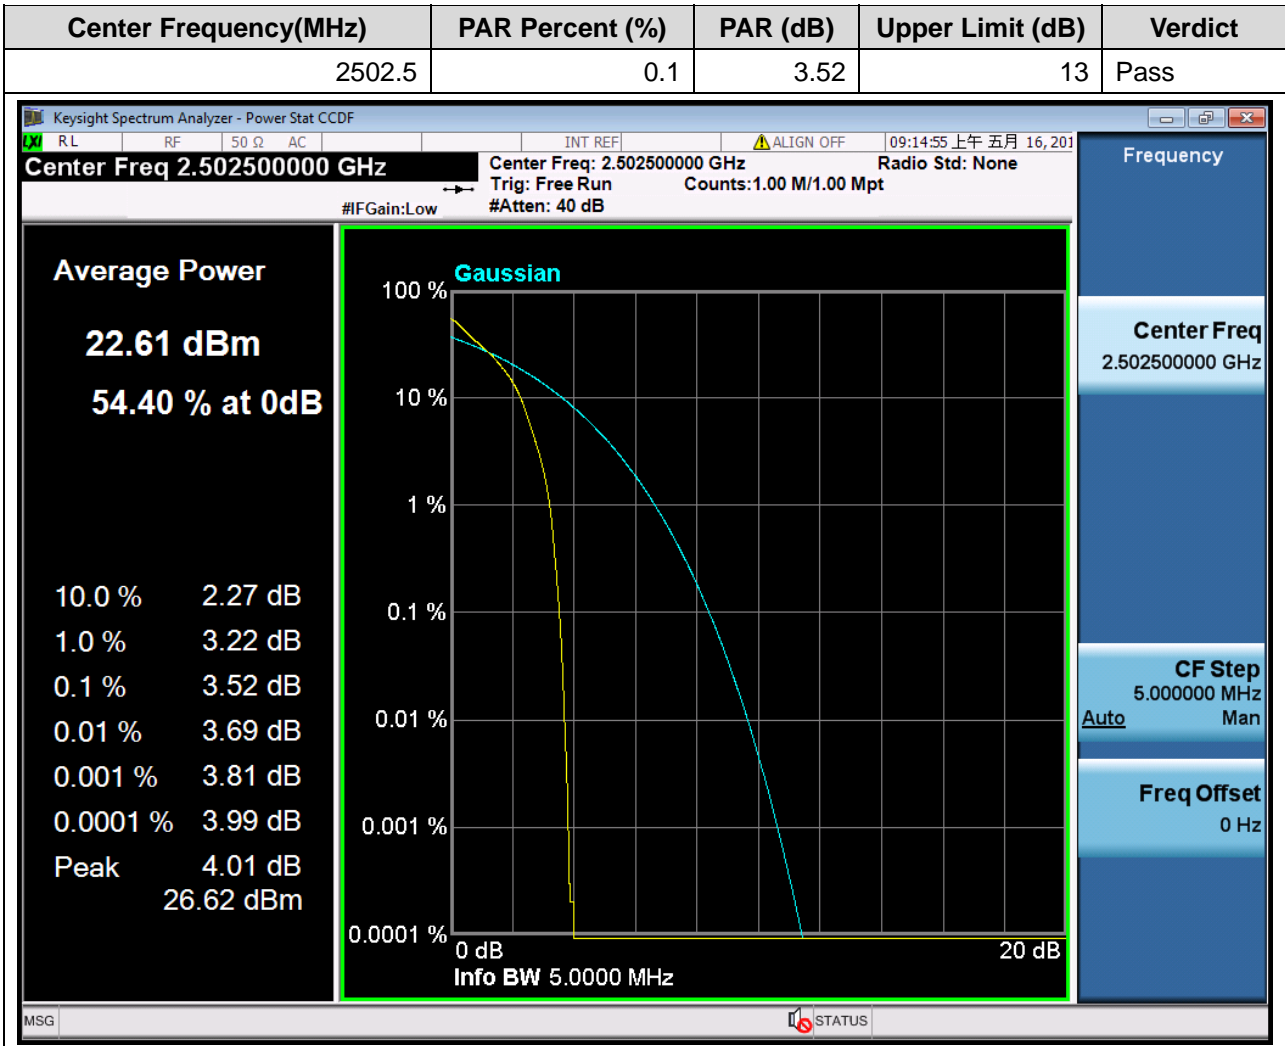 Center Frequency(MHz) PAR Percent (%) PAR (dB) Upper Limit (dB) Verdict
2502.5 0.1 3.52 13 Pass
Keysight Spectrum Analyzer - Power Stat CCDF
LXI RL RF 50 Ω AC INT REF ALIGN OFF 09:14:55 上午 五月 16, 201
Center Freq 2.502500000 GHz
Center Freq: 2.502500000 GHz Radio Std: None
Trig: Free Run Counts:1.00 M/1.00 Mpt
#IFGain:Low #Atten: 40 dB
Frequency
Average Power
22.61 dBm
54.40 % at 0dB
10.0 % 2.27 dB
1.0 % 3.22 dB
0.1 % 3.52 dB
0.01 % 3.69 dB
0.001 % 3.81 dB
0.0001 % 3.99 dB
Peak 4.01 dB
26.62 dBm
Gaussian
100 %
10 %
1 %
0.1 %
0.01 %
0.001 %
0.0001 %
0 dB 20 dB
Info BW 5.0000 MHz
Center Freq
2.502500000 GHz
CF Step
5.000000 MHz
Auto Man
Freq Offset
0 Hz
MSG STATUS